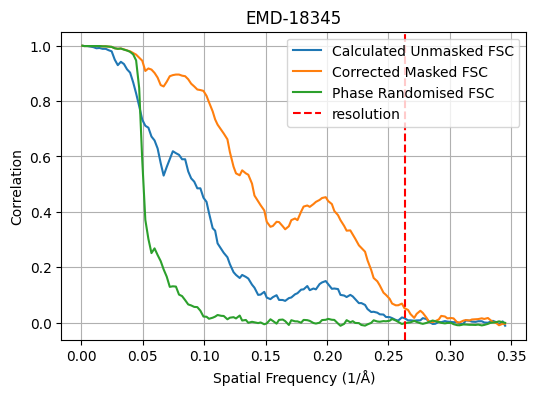 EMD-18345
Calculated Unmasked FSC
Corrected Masked FSC
Phase Randomised FSC
resolution
Correlation
1.0
0.8
0.6
0.4
0.2
0.0
0.00 0.05 0.10 0.15 0.20 0.25 0.30 0.35
Spatial Frequency (1/Å)